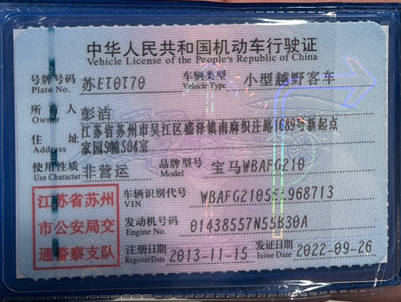 中华人民共和国机动车行驶证
Vehicle License of the People's Republic of China
号牌号码 苏E10170 车辆类型 小型越野客车
Plate No. Vehicle Type
所有人 彭洁
Owner
住址 江苏省苏州市吴江区盛泽镇南麻织庄路1689号新起点
Address 家园9幢504室
使用性质 非营运 品牌型号 宝马WBAFG210
Use Character Model
车辆识别代号
VIN
江苏省苏州
市公安局交
通警察支队
发动机号码 01438557N55B30A
Engine No.
注册日期 2013-11-15 发证日期 2022-09-26
Register Date Issue Date